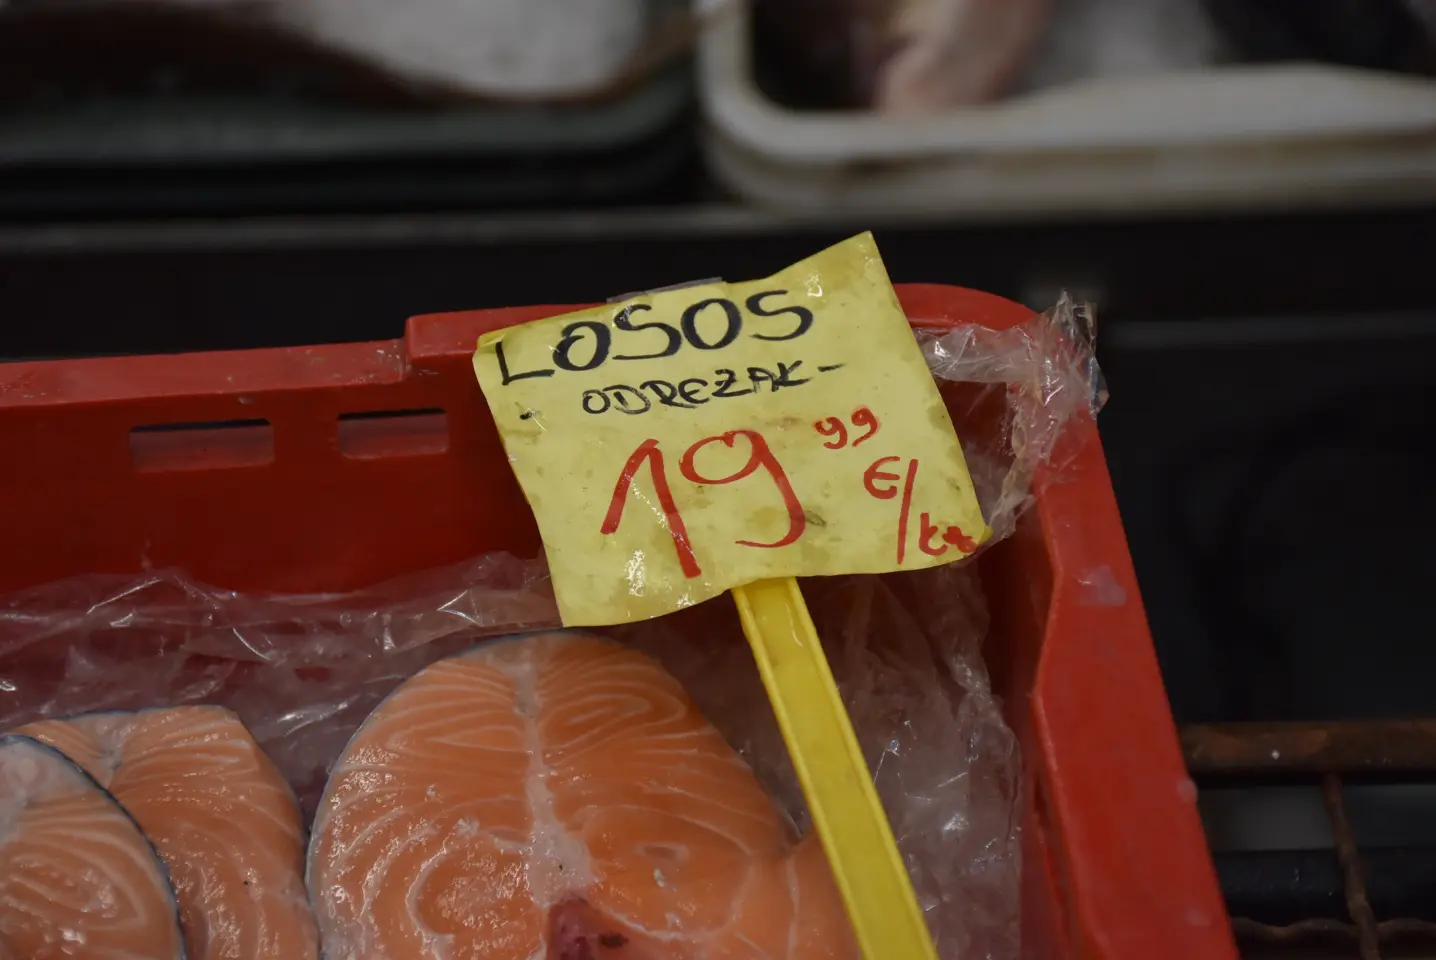 LOSOS
ODREZAK-
19 99 €/kg